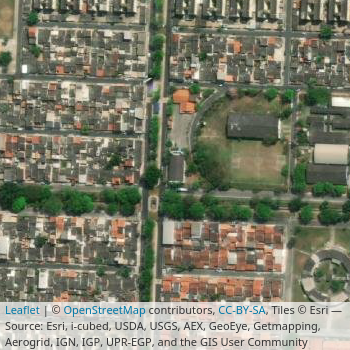 Leaflet | © OpenStreetMap contributors, CC-BY-SA, Tiles © Esri —
Source: Esri, i-cubed, USDA, USGS, AEX, GeoEye, Getmapping,
Aerogrid, IGN, IGP, UPR-EGP, and the GIS User Community